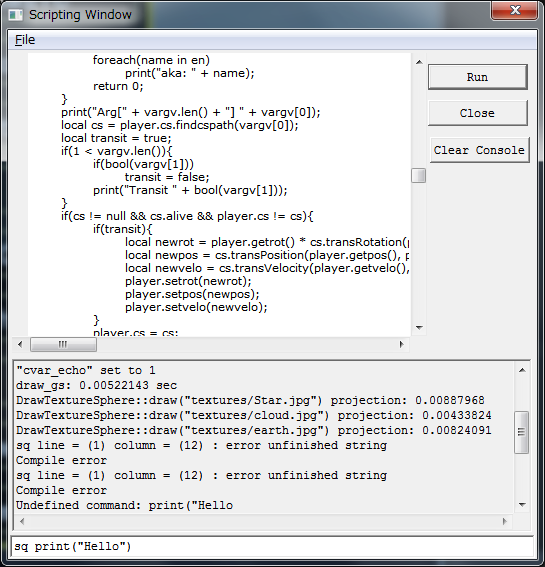 Scripting Window
File
foreach(name in en)
print("aka: " + name);
return 0;
}
print("Arg[" + vargv.len() + "] " + vargv[0]);
local cs = player.cs.findcspath(vargv[0]);
local transit = true;
if(1 < vargv.len()){
if(bool(vargv[1]))
transit = false;
print("Transit " + bool(vargv[1]));
}
if(cs != null && cs.alive && player.cs != cs){
if(transit){
local newrot = player.getrot() * cs.transRotation(
local newpos = cs.transPosition(player.getpos(), p
local newvelo = cs.transVelocity(player.getvelo(),
player.setrot(newrot);
player.setpos(newpos);
player.setvelo(newvelo);
}
player.cs = cs;
Run
Close
Clear Console
"cvar_echo" set to 1
draw_gs: 0.00522143 sec
DrawTextureSphere::draw("textures/Star.jpg") projection: 0.00887968
DrawTextureSphere::draw("textures/cloud.jpg") projection: 0.00433824
DrawTextureSphere::draw("textures/earth.jpg") projection: 0.00824091
sq line = (1) column = (12) : error unfinished string
Compile error
sq line = (1) column = (12) : error unfinished string
Compile error
Undefined command: print("Hello
sq print("Hello")